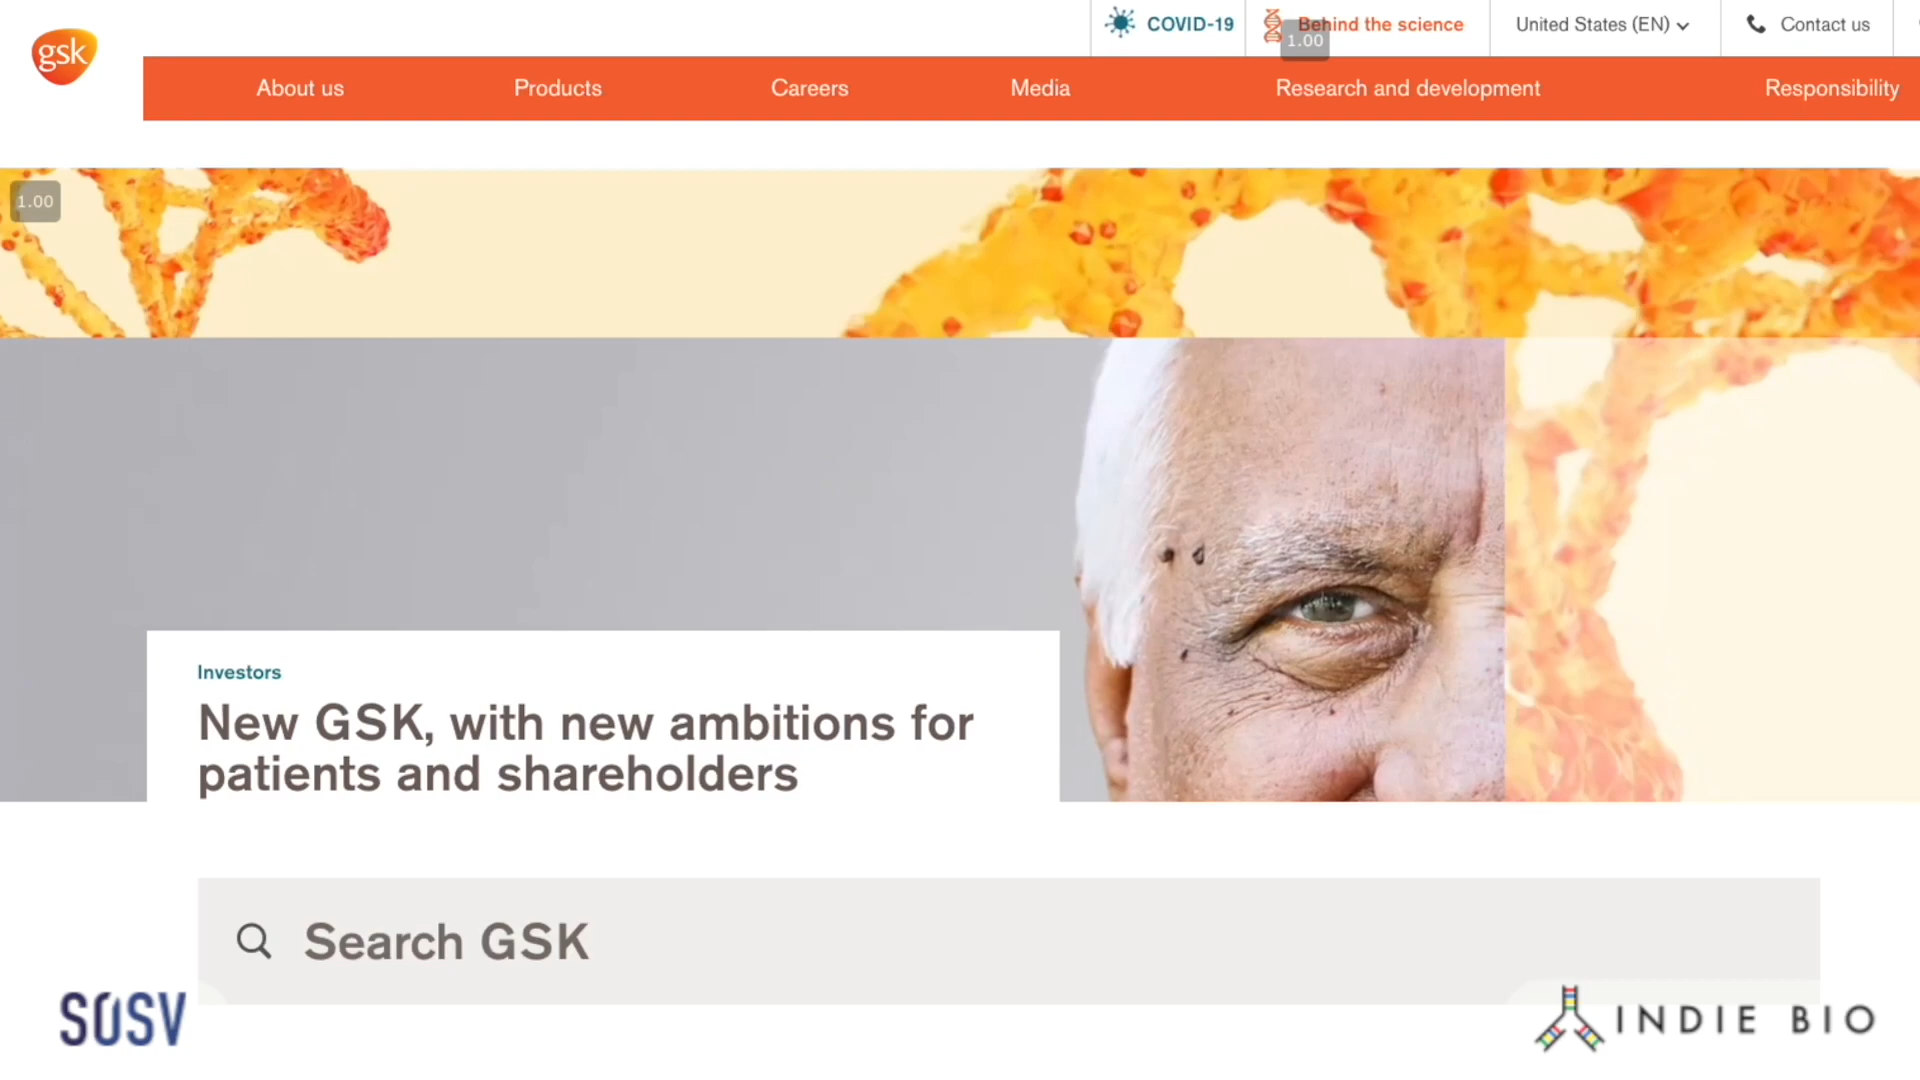 gsk
COVID-19
Behind the science
United States (EN)
Contact us
1.00
About us
Products
Careers
Media
Research and development
Responsibility
1.00
Investors
New GSK, with new ambitions for
patients and shareholders
Search GSK
SOSV
INDIE BIO